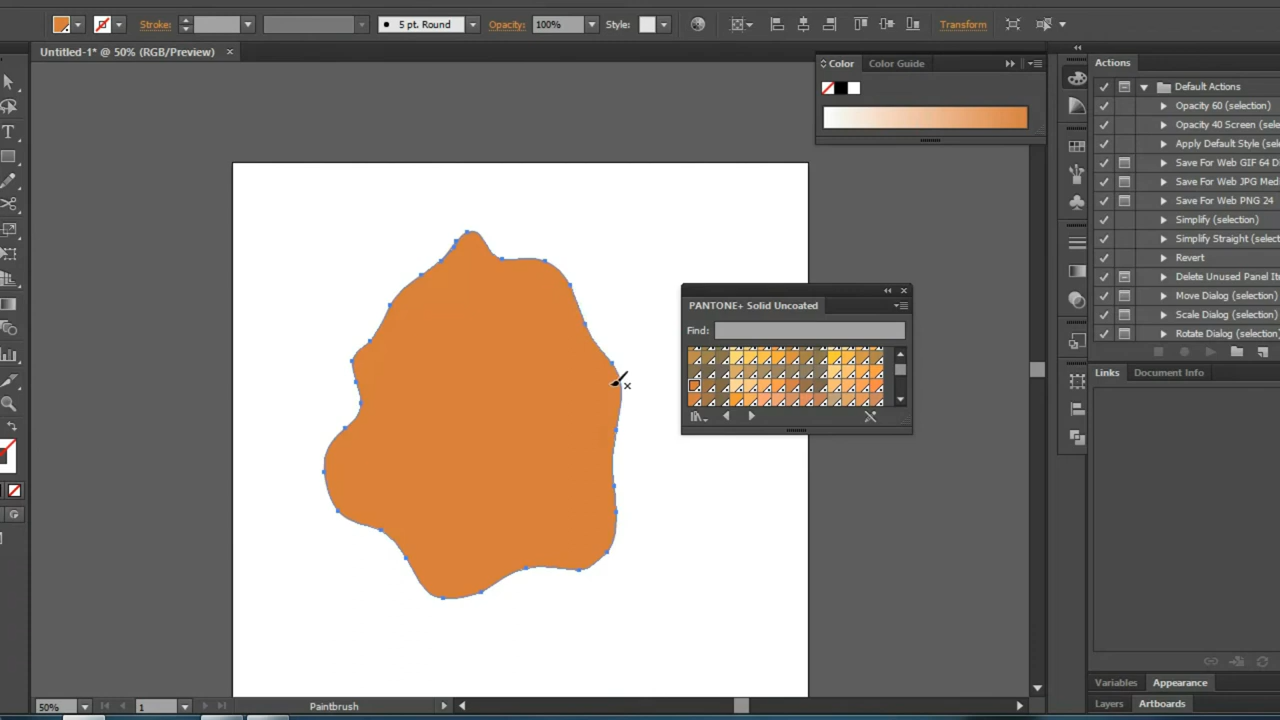 Stroke:
5 pt. Round
Opacity:
100%
Style:
Transform
Untitled-1* @ 50% (RGB/Preview)
Color
Color Guide
Actions
Default Actions
Opacity 60 (selection)
Opacity 40 Screen (sele
Apply Default Style (sele
Save For Web GIF 64 D
Save For Web JPG Med
Save For Web PNG 24
Simplify (selection)
Simplify Straight (select
Revert
Delete Unused Panel Ite
Move Dialog (selection)
Scale Dialog (selection)
Rotate Dialog (selection
PANTONE+ Solid Uncoated
Find:
Links
Document Info
Variables
Appearance
Layers
Artboards
50%
1
Paintbrush